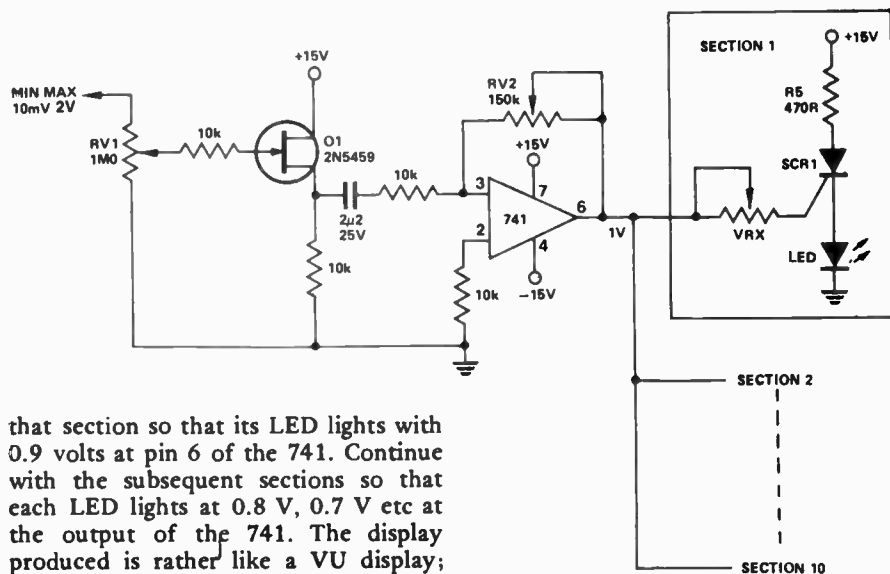 +15V
SECTION 1
+15V
MIN MAX
10mV 2V
RV1
1M0
10k
O1
2N5459
10k
2µ2
25V
10k
RV2
150k
+15V
3
7
741
6
2
4
10k
-15V
1V
R5
470R
SCR1
VRX
LED
SECTION 2
SECTION 10
that section so that its LED lights with
0.9 volts at pin 6 of the 741. Continue
with the subsequent sections so that
each LED lights at 0.8 V, 0.7 V etc at
the output of the 741. The display
produced is rather like a VU display;